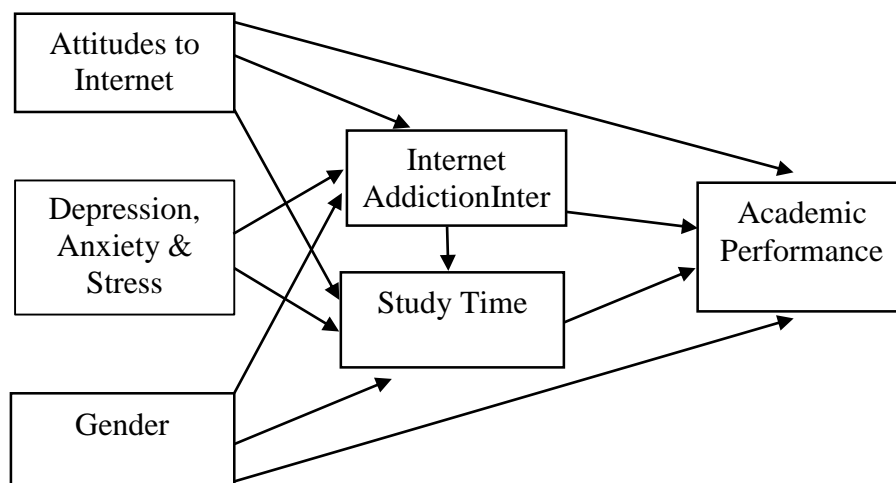 Attitudes to
Internet
Internet
AddictionInter
Depression,
Anxiety &
Stress
Academic
Performance
Study Time
Gender